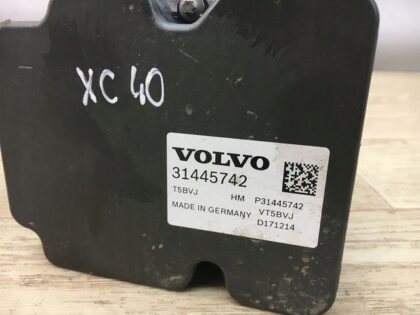 XC 40
VOLVO
31445742
T5BVJ HM P31445742
MADE IN GERMANY VT5BVJ
D171214